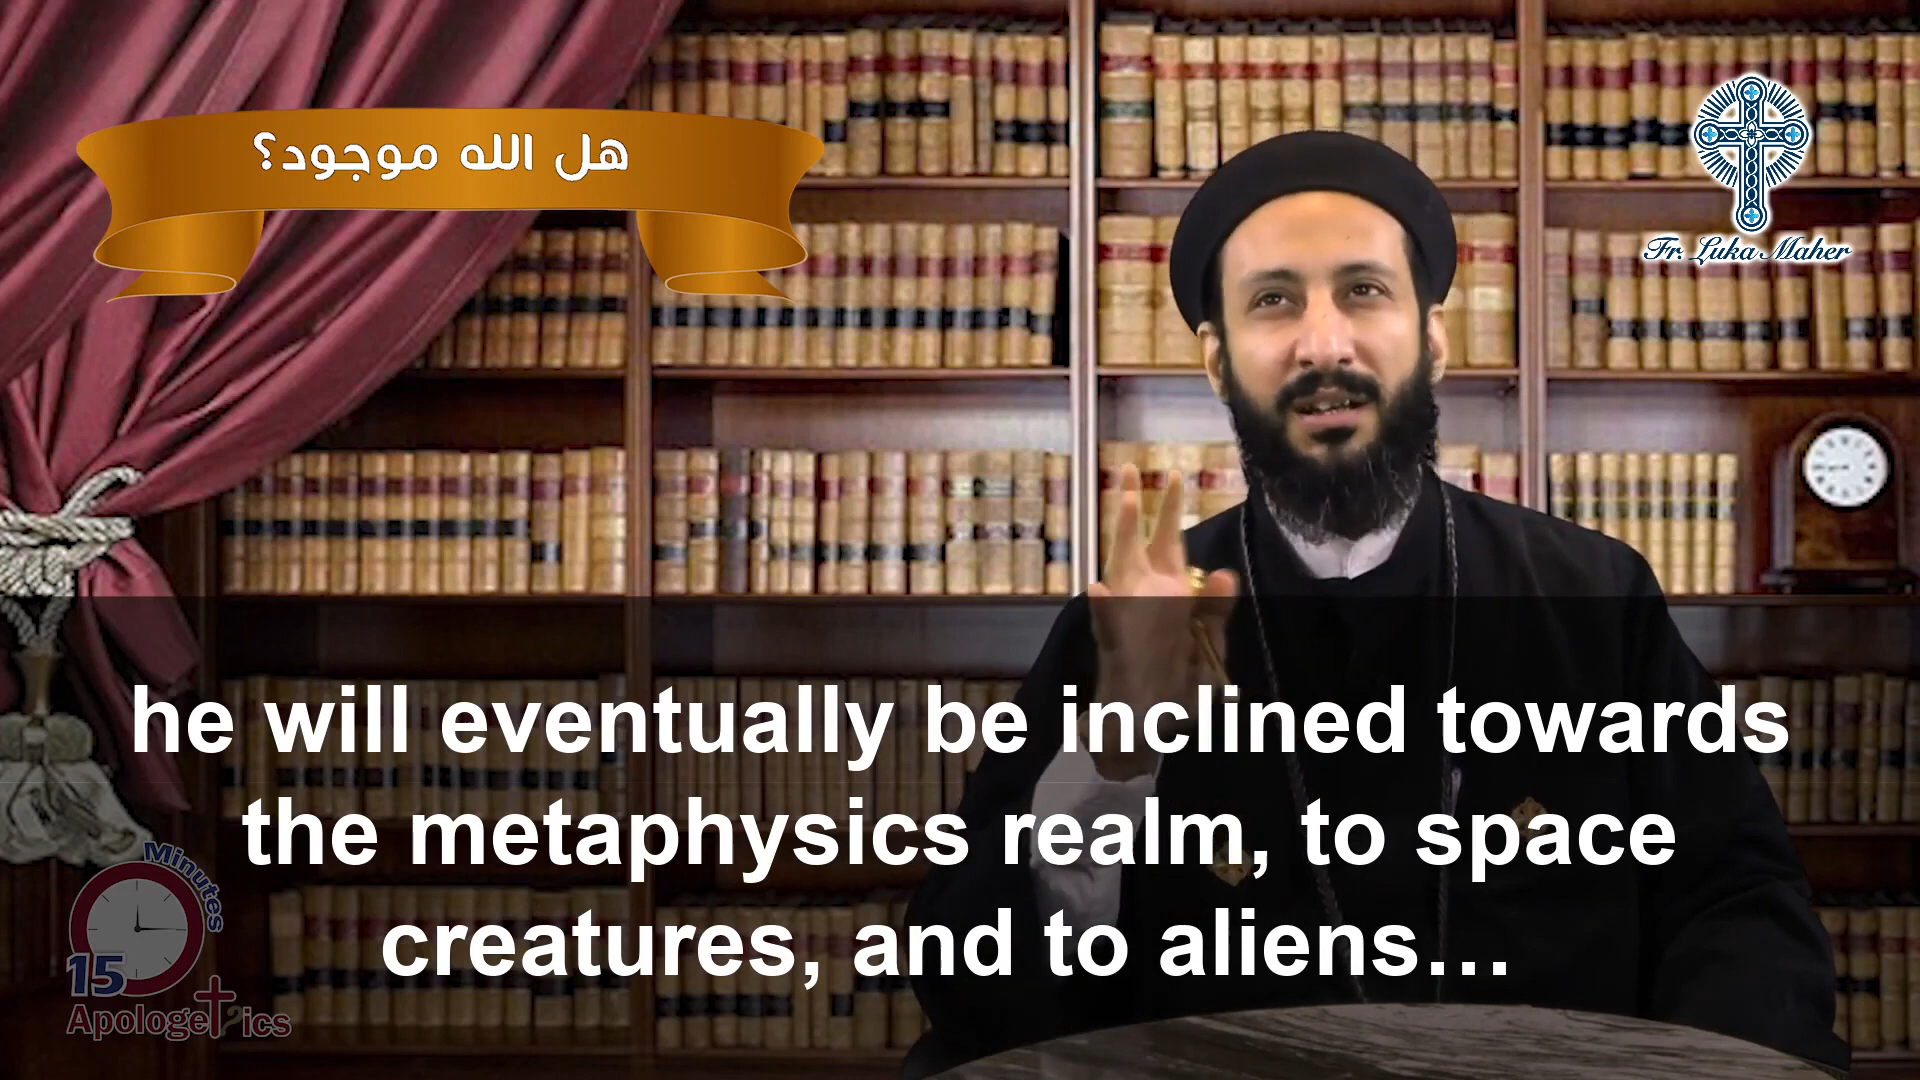 هل الله موجود؟
Fr. Luka Maher
he will eventually be inclined towards
the metaphysics realm, to space
creatures, and to aliens…
15
Minutes
Apologetics